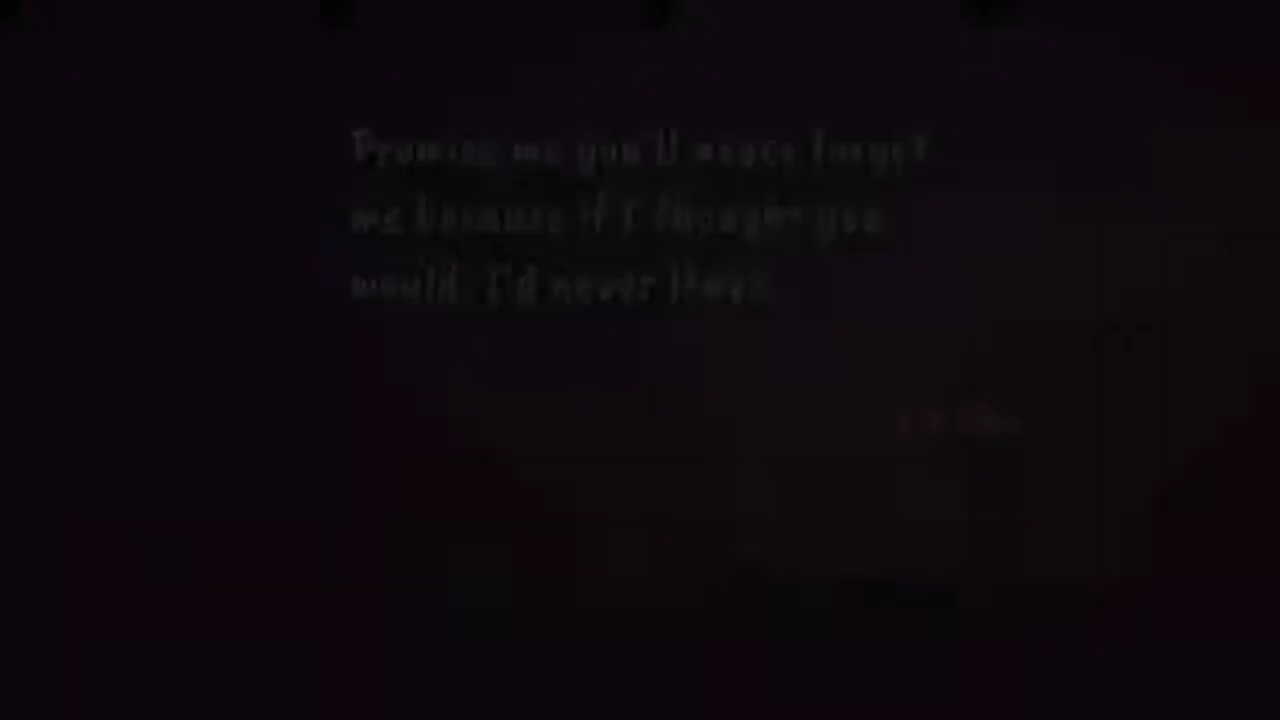 Promise me you'll never forget
me because if I thought you
would, I'd never leave.